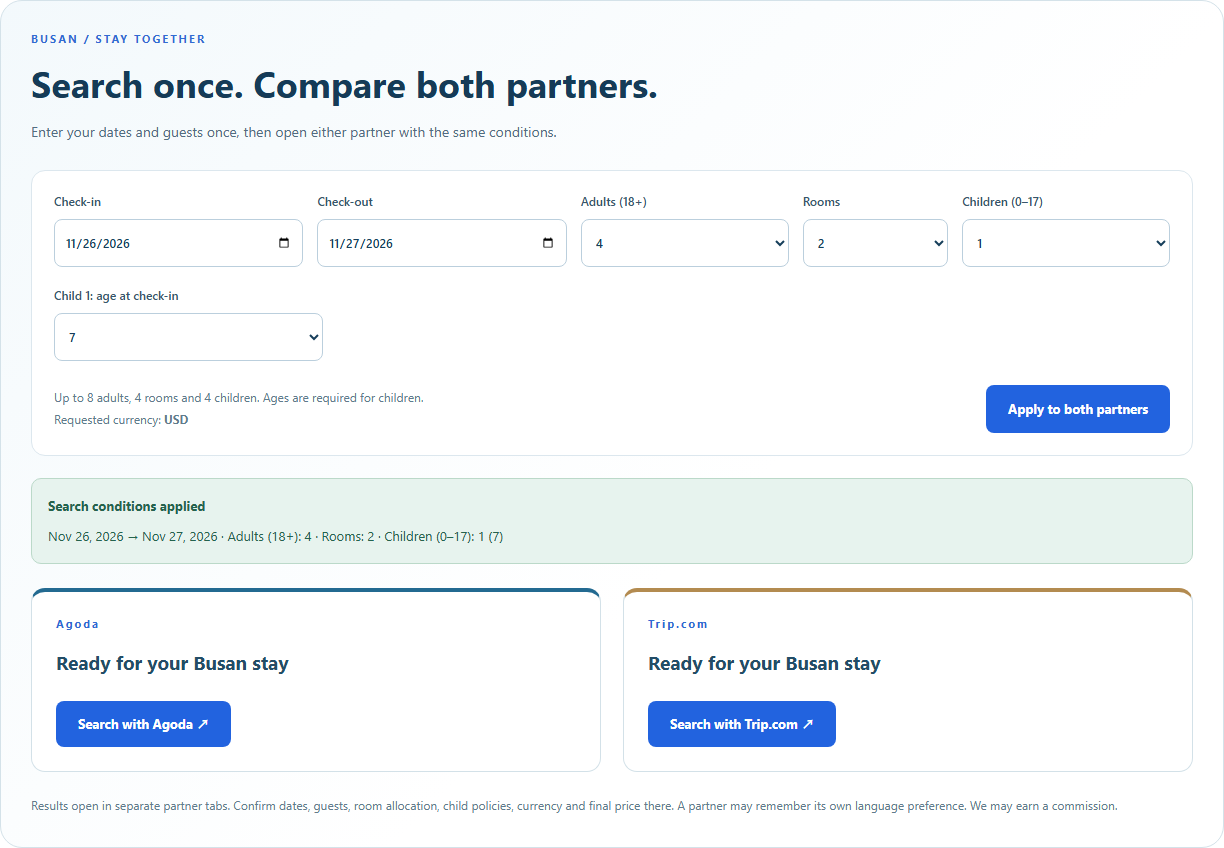 BUSAN / STAY TOGETHER
Search once. Compare both partners.
Enter your dates and guests once, then open either partner with the same conditions.
Check-in
Check-out
Adults (18+)
Rooms
Children (0–17)
11/26/2026
11/27/2026
4
2
1
Child 1: age at check-in
7
Up to 8 adults, 4 rooms and 4 children. Ages are required for children.
Requested currency: USD
Apply to both partners
Search conditions applied
Nov 26, 2026 → Nov 27, 2026 · Adults (18+): 4 · Rooms: 2 · Children (0–17): 1 (7)
Agoda
Ready for your Busan stay
Search with Agoda ↗
Trip.com
Ready for your Busan stay
Search with Trip.com ↗
Results open in separate partner tabs. Confirm dates, guests, room allocation, child policies, currency and final price there. A partner may remember its own language preference. We may earn a commission.